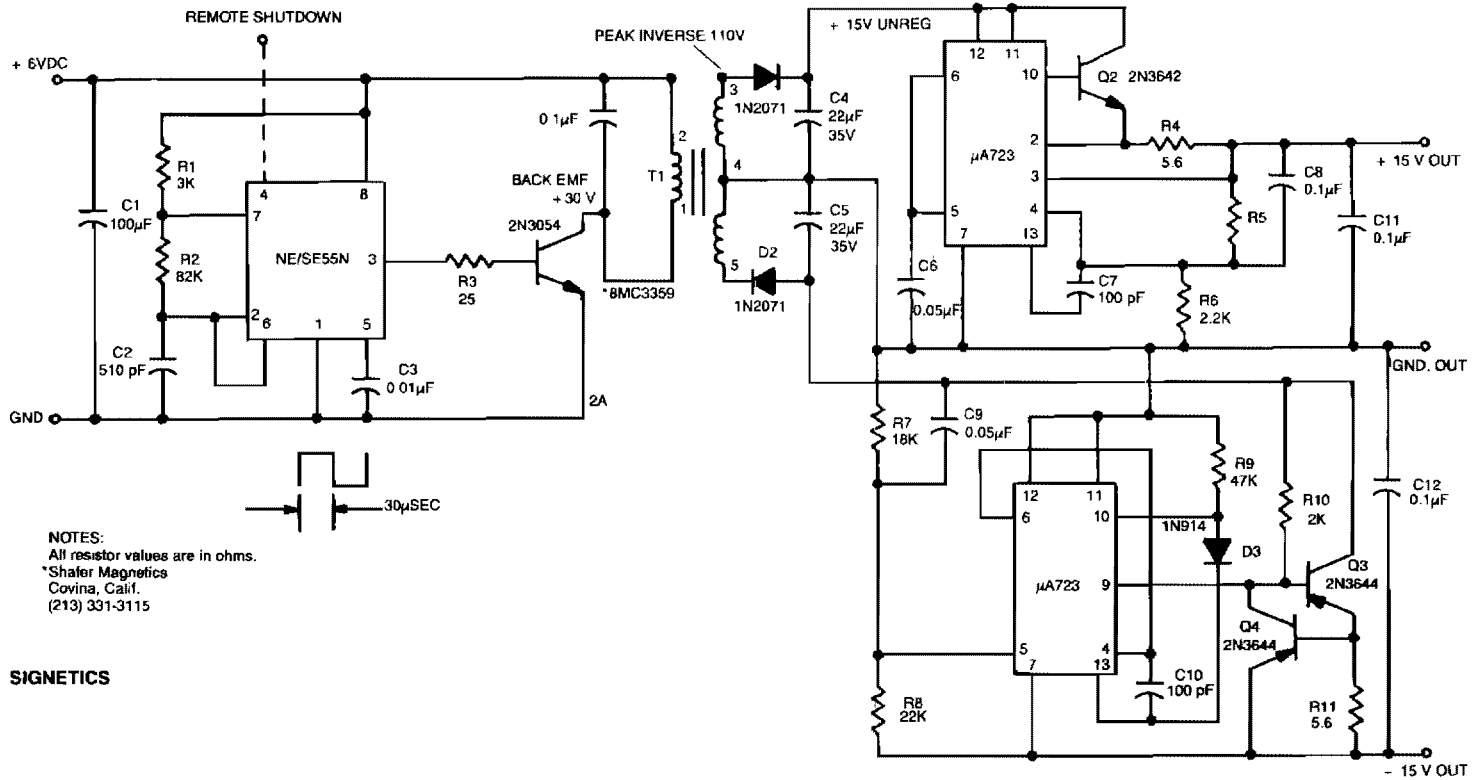 REMOTE SHUTDOWN
+ 6VDC
R1
3K
C1
100µF
R2
82K
C2
510 pF
GND
4
8
7
NE/SE55N
3
2
6
1
5
C3
0 01µF
R3
25
2N3054
BACK EMF
+ 30 V
0 1µF
2A
*8MC3359
2
T1
1
PEAK INVERSE 110V
3
4
5
1N2071
D2
1N2071
C4
22µF
35V
C5
22µF
35V
+ 15V UNREG
12
11
6
10
µA723
2
3
5
4
7
13
Q2 2N3642
R4
5.6
C6
0.05µF
C7
100 pF
R5
R6
2.2K
C8
0.1µF
C11
0.1µF
+ 15 V OUT
GND. OUT
R7
18K
C9
0.05µF
R8
22K
12
11
6
10
µA723
9
5
4
7
13
R9
47K
1N914
D3
C10
100 pF
R10
2K
Q3
2N3644
Q4
2N3644
R11
5.6
C12
0.1µF
- 15 V OUT
30µSEC
NOTES:
All resistor values are in ohms.
*Shafer Magnetics
Covina, Calif.
(213) 331-3115
SIGNETICS